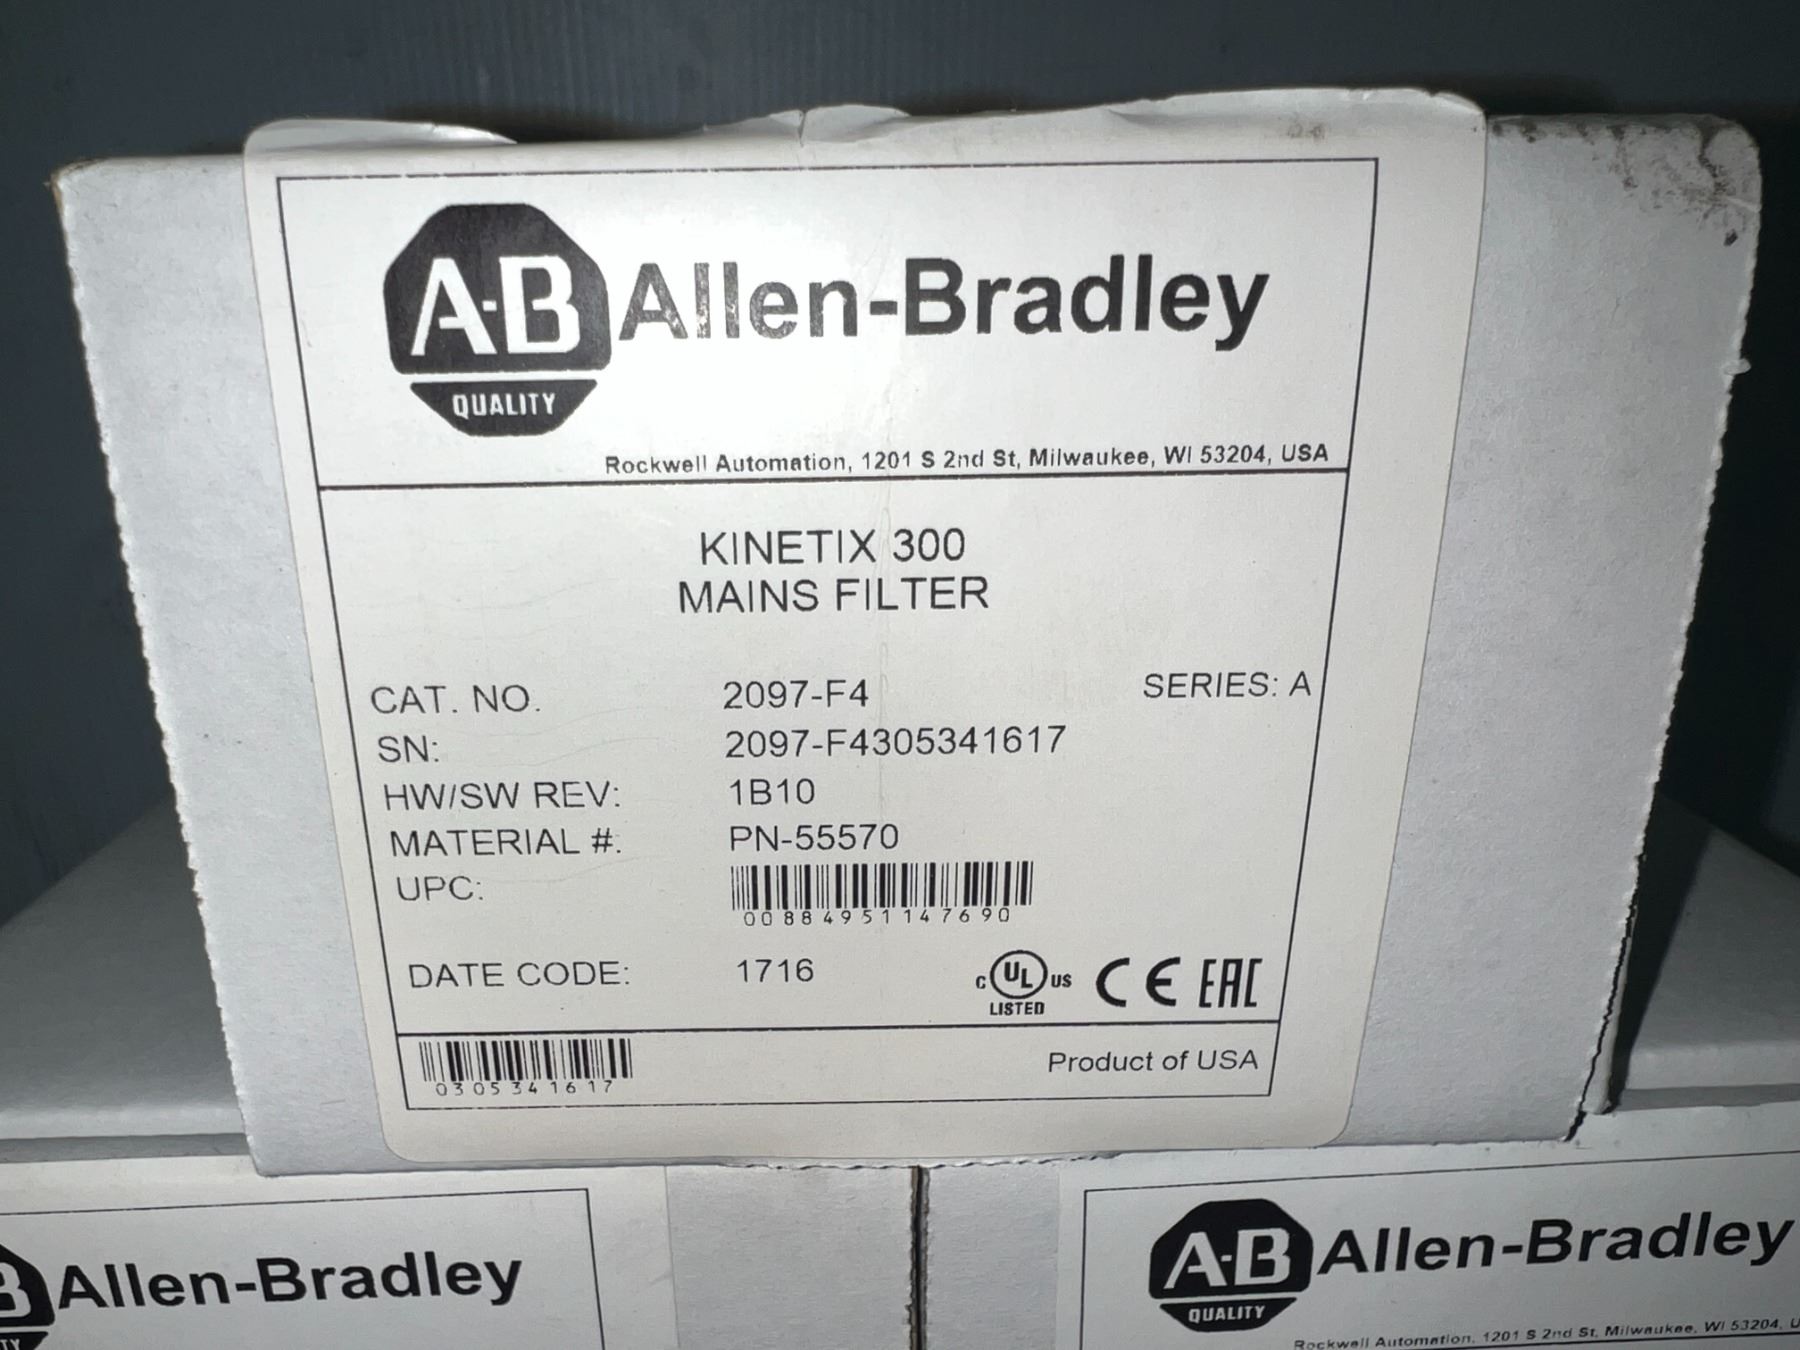 A-B QUALITY
Allen-Bradley
Rockwell Automation, 1201 S 2nd St, Milwaukee, WI 53204, USA
KINETIX 300
MAINS FILTER
CAT. NO. 2097-F4 SERIES: A
SN: 2097-F4305341617
HW/SW REV: 1B10
MATERIAL #: PN-55570
UPC:
00884951147690
DATE CODE: 1716
C UL US LISTED CE EAC
0305341617
Product of USA
Allen-Bradley
A-B QUALITY
Allen-Bradley
Rockwell Automation, 1201 S 2nd St, Milwaukee, WI 53204,